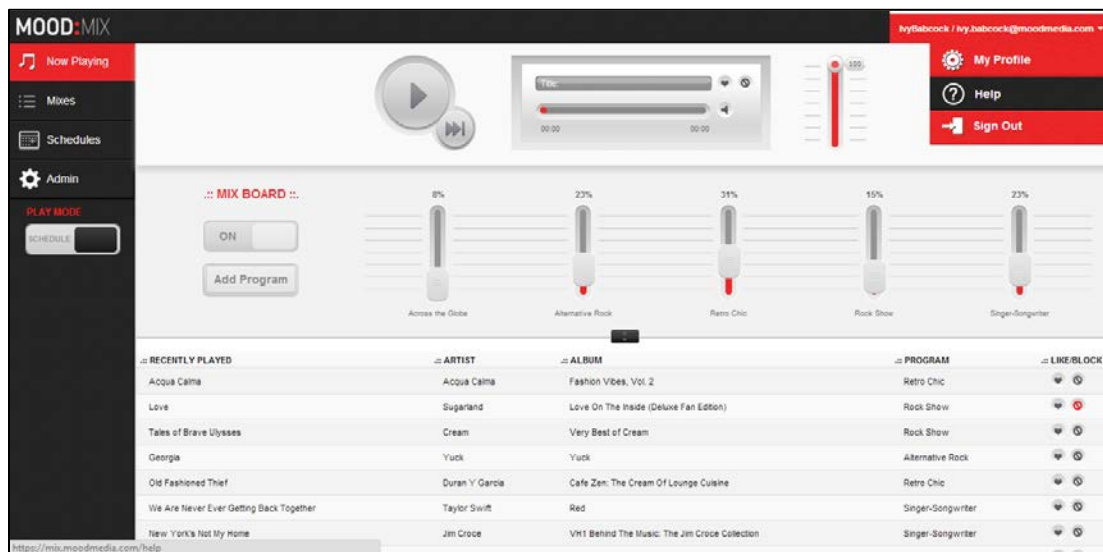 MOOD:MIX
IvyBabcock / ivy.babcock@moodmedia.com
Now Playing
Mixes
Schedules
Admin
PLAY MODE
SCHEDULE
Title:
00:00 00:00
100
My Profile
Help
Sign Out
.:: MIX BOARD ::.
ON
Add Program
8% 23% 31% 15% 23%
Across the Globe Alternative Rock Retro Chic Rock Show Singer-Songwriter
.:: RECENTLY PLAYED .:: ARTIST .:: ALBUM .:: PROGRAM .:: LIKE/BLOCK
Acqua Calma Acqua Calma Fashion Vibes, Vol. 2 Retro Chic
Love Sugarland Love On The Inside (Deluxe Fan Edition) Rock Show
Tales of Brave Ulysses Cream Very Best of Cream Rock Show
Georgia Yuck Yuck Alternative Rock
Old Fashioned Thief Duran Y Garcia Cafe Zen: The Cream Of Lounge Cuisine Retro Chic
We Are Never Ever Getting Back Together Taylor Swift Red Singer-Songwriter
New York's Not My Home Jim Croce VH1 Behind The Music: The Jim Croce Collection Singer-Songwriter
https://mix.moodmedia.com/help